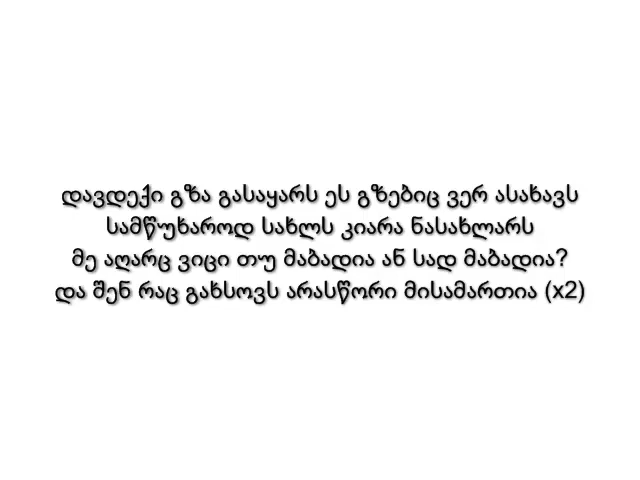 დავდექი გზა გასაყარს ეს გზებიც ვერ ასახავს
სამწუხაროდ სახლს კიარა ნასახლარს
მე აღარც ვიცი თუ მაბადია ან სად მაბადია?
და შენ რაც გახსოვს არასწორი მისამართია (x2)